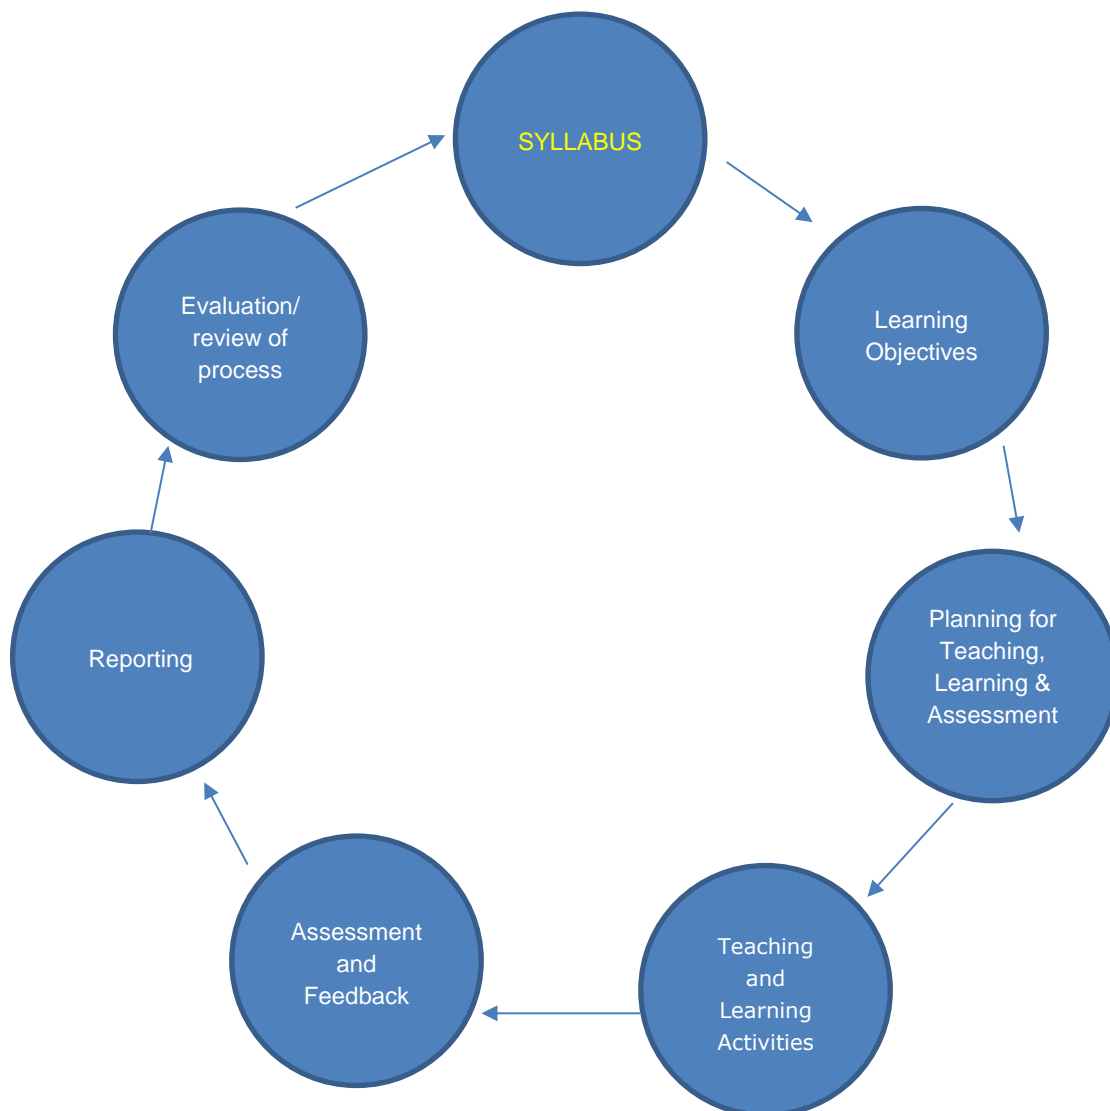 SYLLABUS
Learning
Objectives
Planning for
Teaching,
Learning &
Assessment
Teaching
and
Learning
Activities
Assessment
and
Feedback
Reporting
Evaluation/
review of
process